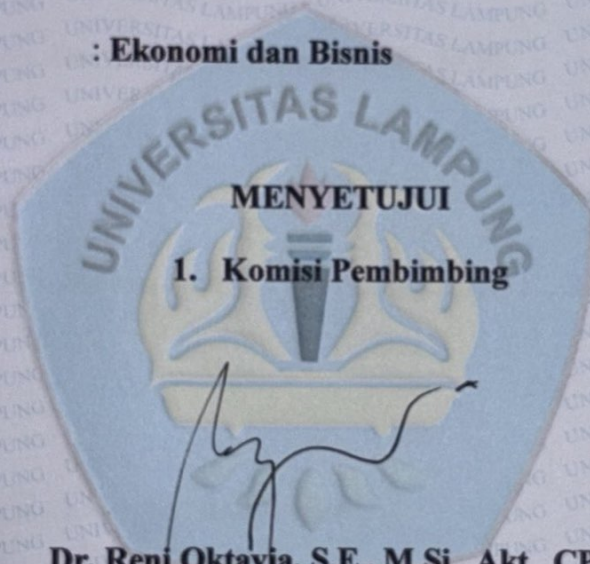 : Ekonomi dan Bisnis
UNIVERSITAS LAMPUNG
MENYETUJUI
1. Komisi Pembimbing
Dr. Reni Oktavia, S.E., M.Si., Akt.